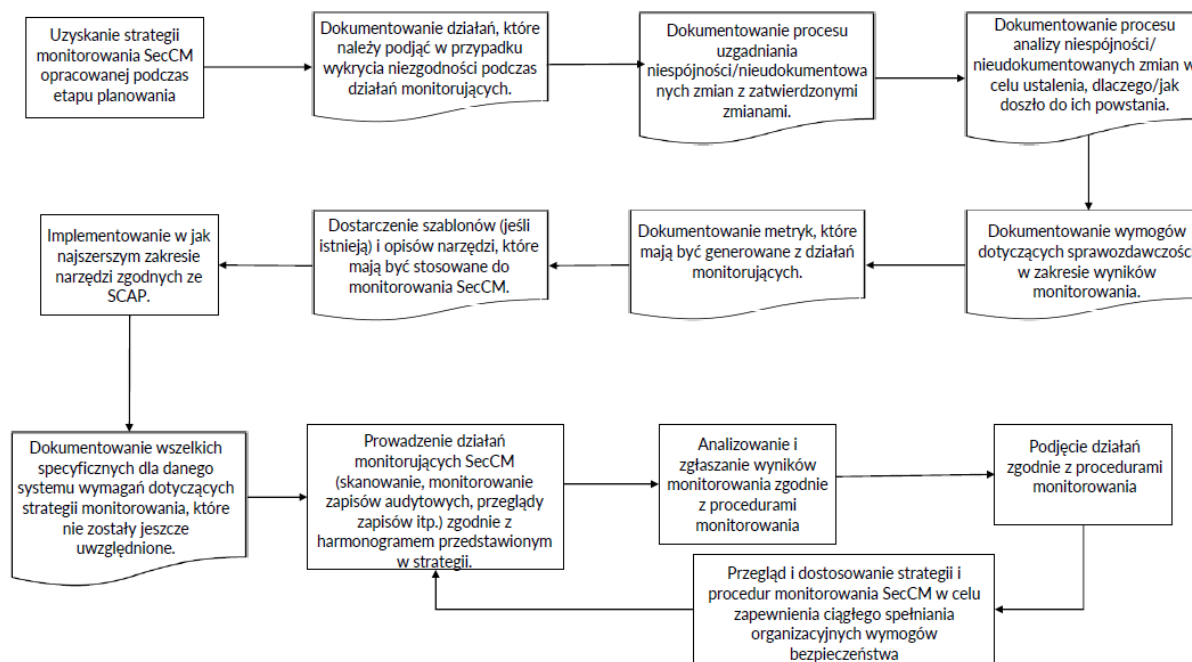 Uzyskanie strategii
monitorowania SecCM
opracowanej podczas
etapu planowania
Dokumentowanie działań, które
należy podjąć w przypadku
wykrycia niezgodności podczas
działań monitorujących.
Dokumentowanie procesu
uzgadniania
niespójności/nieudokumentowa
nych zmian z zatwierdzonymi
zmianami.
Dokumentowanie procesu
analizy niespójności/
nieudokumentowanych zmian w
celu ustalenia, dlaczego/jak
doszło do ich powstania.
Implementowanie w jak
najszerszym zakresie
narzędzi zgodnych ze
SCAP.
Dostarczenie szablonów (jeśli
istnieją) i opisów narzędzi, które
mają być stosowane do
monitorowania SecCM.
Dokumentowanie metryk, które
mają być generowane z działań
monitorujących.
Dokumentowanie wymogów
dotyczących sprawozdawczośc
w zakresie wyników
monitorowania.
Dokumentowanie wszelkich
specyficznych dla danego
systemu wymagań dotyczących
strategii monitorowania, które
nie zostały jeszcze
uwzględnione.
Prowadzenie działań
monitorujących SecCM
(skanowanie, monitorowanie
zapisów audytowych, przeglądy
zapisów itp.) zgodnie z
harmonogramem przedstawionym
w strategii.
Analizowanie i
zgłaszanie wyników
monitorowania zgodnie
z procedurami
monitorowania
Podjęcie działań
zgodnie z procedurami
monitorowania
Przegląd i dostosowanie strategii i
procedur monitorowania SecCM w celu
zapewnienia ciągłego spełniania
organizacyjnych wymogów
bezpieczeństwa